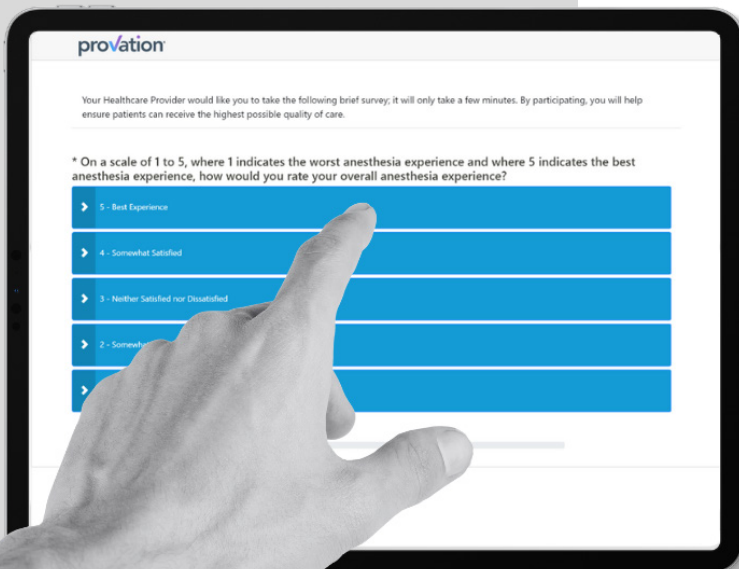 provation
Your Healthcare Provider would like you to take the following brief survey; it will only take a few minutes. By participating, you will help
ensure patients can receive the highest possible quality of care.
* On a scale of 1 to 5, where 1 indicates the worst anesthesia experience and where 5 indicates the best
anesthesia experience, how would you rate your overall anesthesia experience?
5 - Best Experience
4 - Somewhat Satisfied
3 - Neither Satisfied nor Dissatisfied
2 -